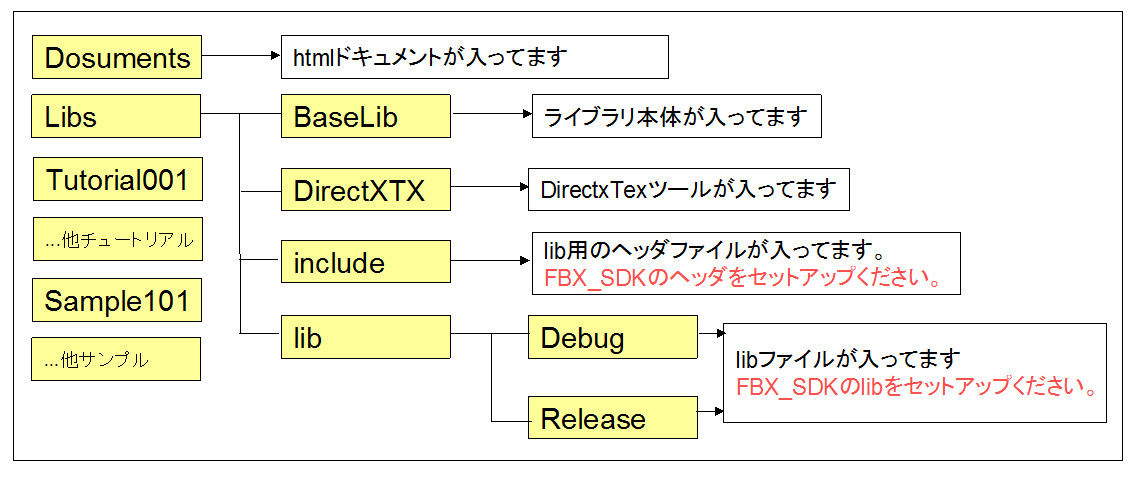 Dosuments
htmlドキュメントが入ってます
Libs
BaseLib
ライブラリ本体が入ってます
Tutorial001
DirectXTX
DirectxTexツールが入ってます
...他チュートリアル
include
lib用のヘッダファイルが入ってます。
FBX_SDKのヘッダをセットアップください。
Sample101
lib
Debug
libファイルが入ってます
FBX_SDKのlibをセットアップください。
...他サンプル
Release